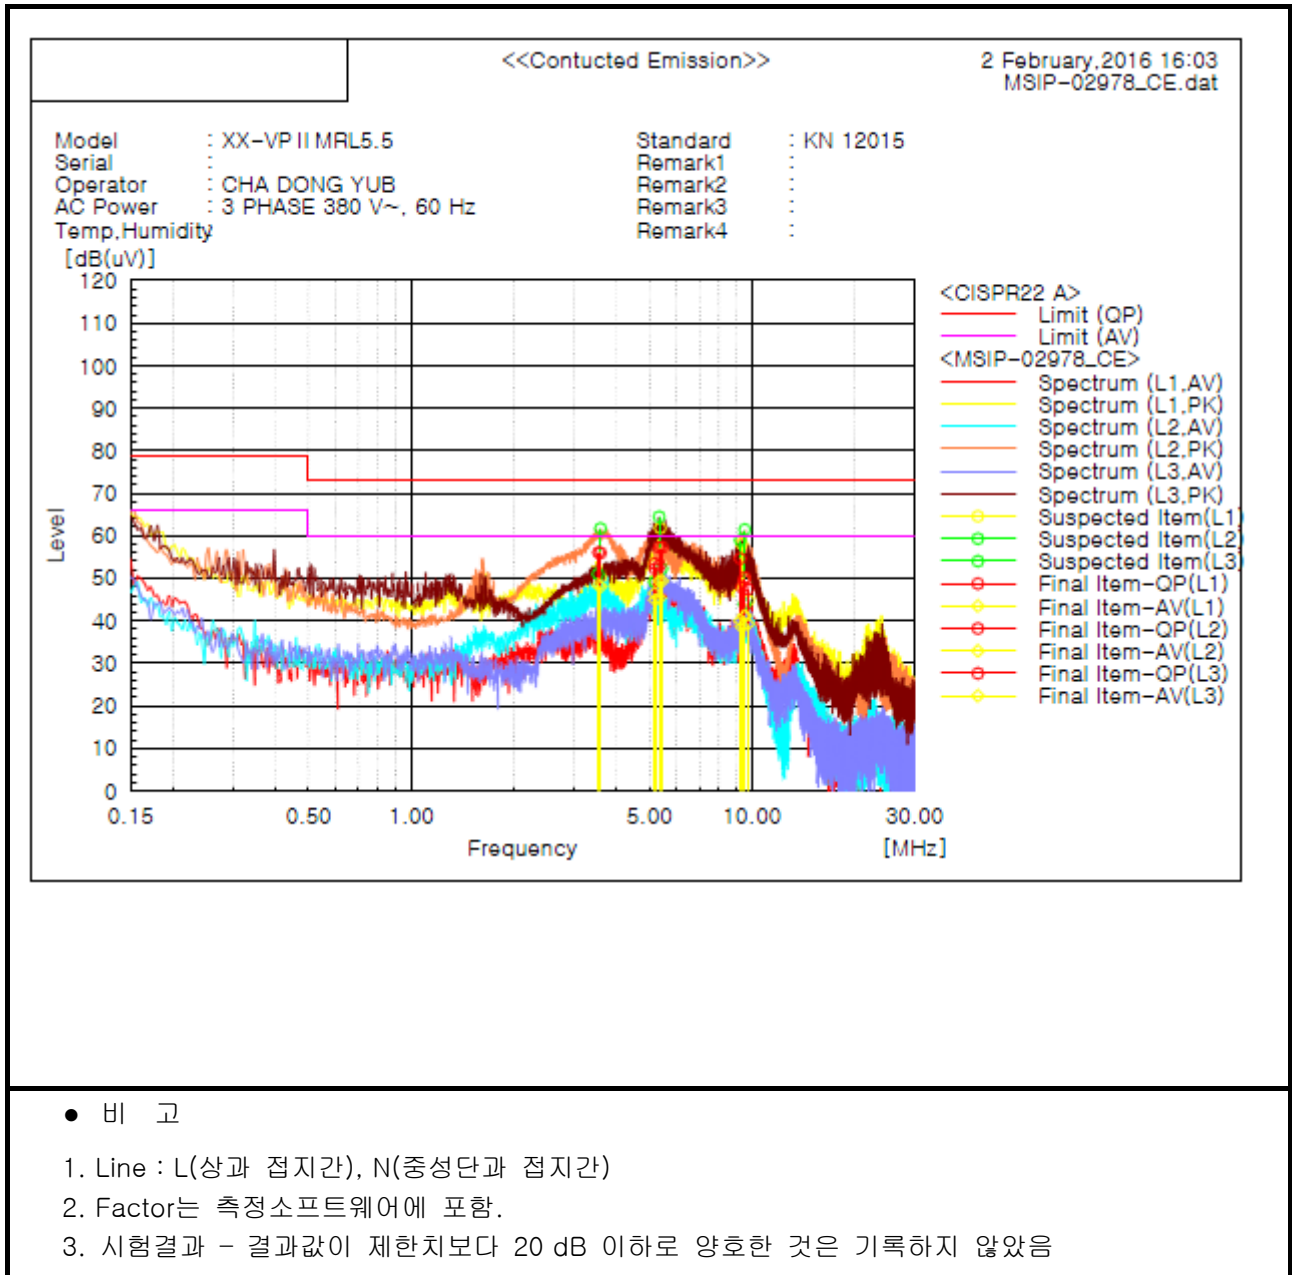 <<Contucted Emission>>
2 February,2016 16:03
MSIP-02978_CE.dat
Model : XX-VPⅡMRL5.5
Serial :
Operator : CHA DONG YUB
AC Power : 3 PHASE 380 V~, 60 Hz
Temp,Humidity :
Standard : KN 12015
Remark1 :
Remark2 :
Remark3 :
Remark4 :
[dB(uV)]
120
110
100
90
80
70
60
50
40
30
20
10
0
Level
0.15 0.50 1.00 5.00 10.00 30.00
Frequency [MHz]
<CISPR22 A>
Limit (QP)
Limit (AV)
<MSIP-02978_CE>
Spectrum (L1,AV)
Spectrum (L1,PK)
Spectrum (L2,AV)
Spectrum (L2,PK)
Spectrum (L3,AV)
Spectrum (L3,PK)
Suspected Item(L1)
Suspected Item(L2)
Suspected Item(L3)
Final Item-QP(L1)
Final Item-AV(L1)
Final Item-QP(L2)
Final Item-AV(L2)
Final Item-QP(L3)
Final Item-AV(L3)
● 비 고
1. Line : L(상과 접지간), N(중성단과 접지간)
2. Factor는 측정소프트웨어에 포함.
3. 시험결과 - 결과값이 제한치보다 20 dB 이하로 양호한 것은 기록하지 않았음